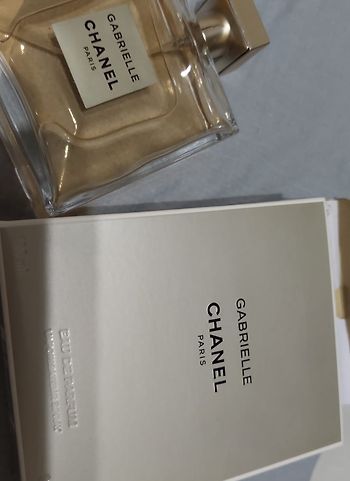 GABRIELLE
CHANEL
PARIS
GABRIELLE
CHANEL
PARIS
EAU DE PARFUM